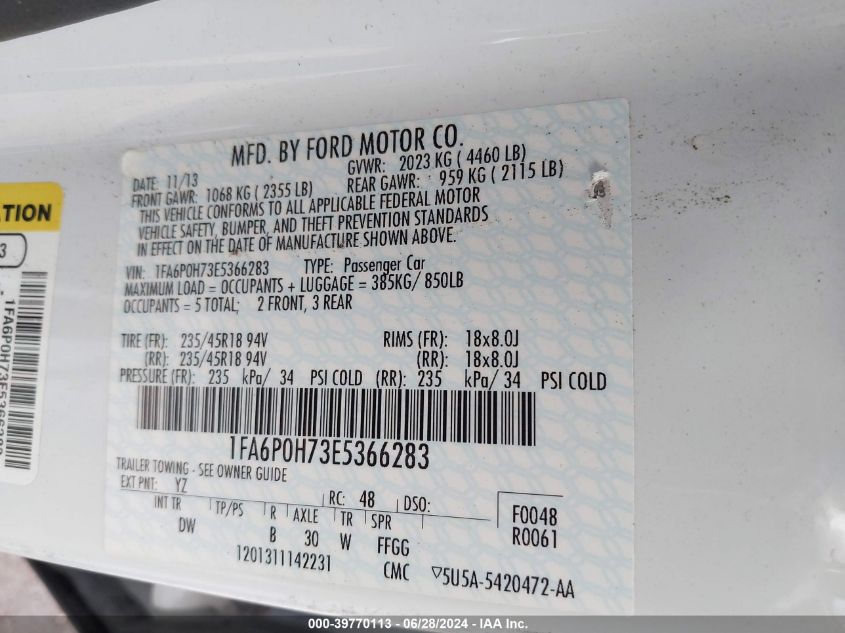 MFD. BY FORD MOTOR CO.
DATE: 11/13 GVWR: 2023 KG ( 4460 LB)
FRONT GAWR: 1068 KG ( 2355 LB) REAR GAWR: 959 KG ( 2115 LB)
THIS VEHICLE CONFORMS TO ALL APPLICABLE FEDERAL MOTOR
VEHICLE SAFETY, BUMPER, AND THEFT PREVENTION STANDARDS
IN EFFECT ON THE DATE OF MANUFACTURE SHOWN ABOVE.
VIN: 1FA6P0H73E5366283 TYPE: Passenger Car
MAXIMUM LOAD = OCCUPANTS + LUGGAGE = 385KG/ 850LB
OCCUPANTS = 5 TOTAL; 2 FRONT, 3 REAR
TIRE (FR): 235/45R18 94V RIMS (FR): 18x8.0J
(RR): 235/45R18 94V (RR): 18x8.0J
PRESSURE (FR): 235 kPa/ 34 PSI COLD (RR): 235 kPa/ 34 PSI COLD
1FA6P0H73E5366283
TRAILER TOWING - SEE OWNER GUIDE
EXT PNT: YZ RC: 48 DSO:
INT TR TP/PS R AXLE TR SPR
DW B 30 W FFGG
F0048
R0061
1201311142231 CMC ▽5U5A-5420472-AA
ATION
3
1FA6P0H73E5366283
000-39770113 - 06/28/2024 - IAA Inc.